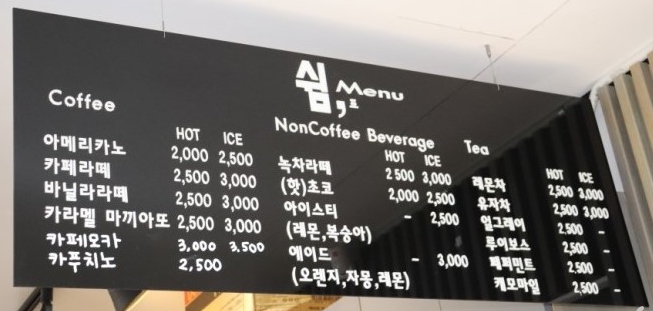 쉼,표 Menu
Coffee
HOT ICE
아메리카노 2,000 2,500
카페라떼 2,500 3,000
바닐라라떼 2,500 3,000
카라멜 마끼아또 2,500 3,000
카페모카 3,000 3,500
카푸치노 2,500
NonCoffee Beverage
HOT ICE
녹차라떼 2 500 3,000
(핫)초코 2,000 2,500
아이스티 - 2,500
(레몬,복숭아)
에이드 - 3,000
(오렌지,자몽,레몬)
Tea
HOT ICE
레몬차 2,500 3,000
유자차 2,500 3,000
얼그레이 2,500 -
루이보스 2,500 -
페퍼민트 2,500 -
캐모마일 2,500 -